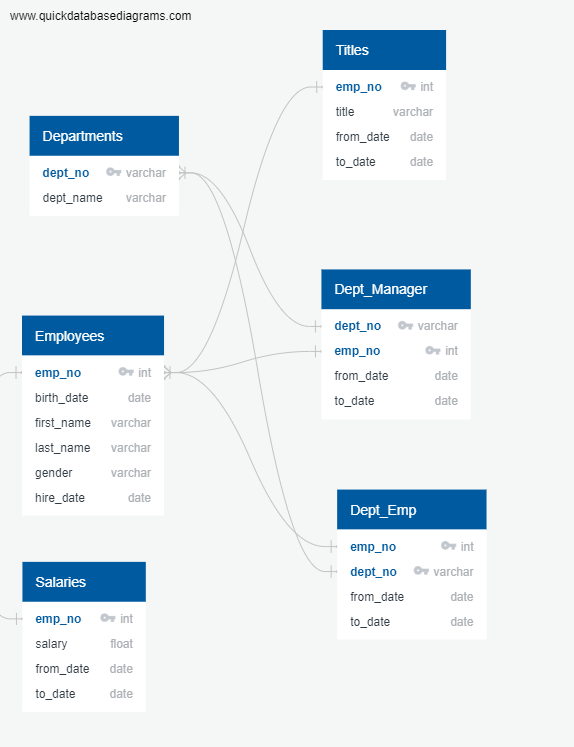 www.quickdatabasediagrams.com
Titles
emp_no int
title varchar
from_date date
to_date date
Departments
dept_no varchar
dept_name varchar
Dept_Manager
dept_no varchar
emp_no int
from_date date
to_date date
Employees
emp_no int
birth_date date
first_name varchar
last_name varchar
gender varchar
hire_date date
Dept_Emp
emp_no int
dept_no varchar
from_date date
to_date date
Salaries
emp_no int
salary float
from_date date
to_date date